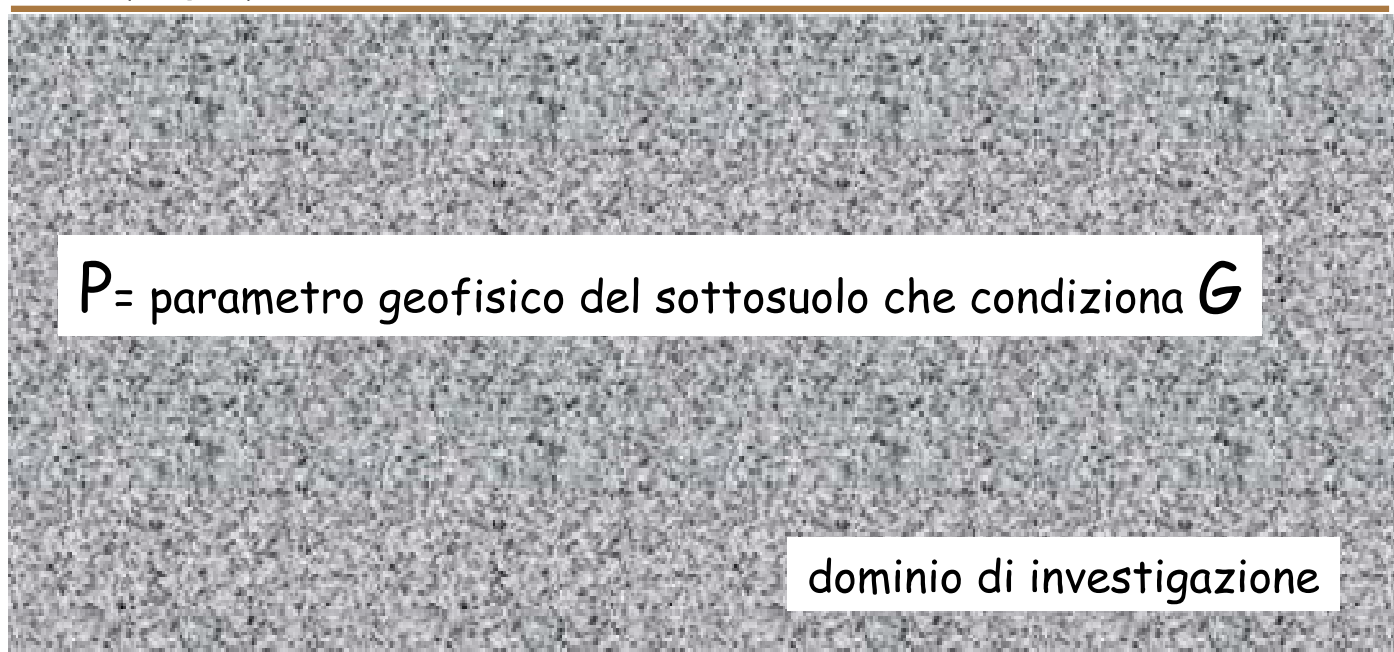 P= parametro geofisico del sottosuolo che condiziona G
dominio di investigazione